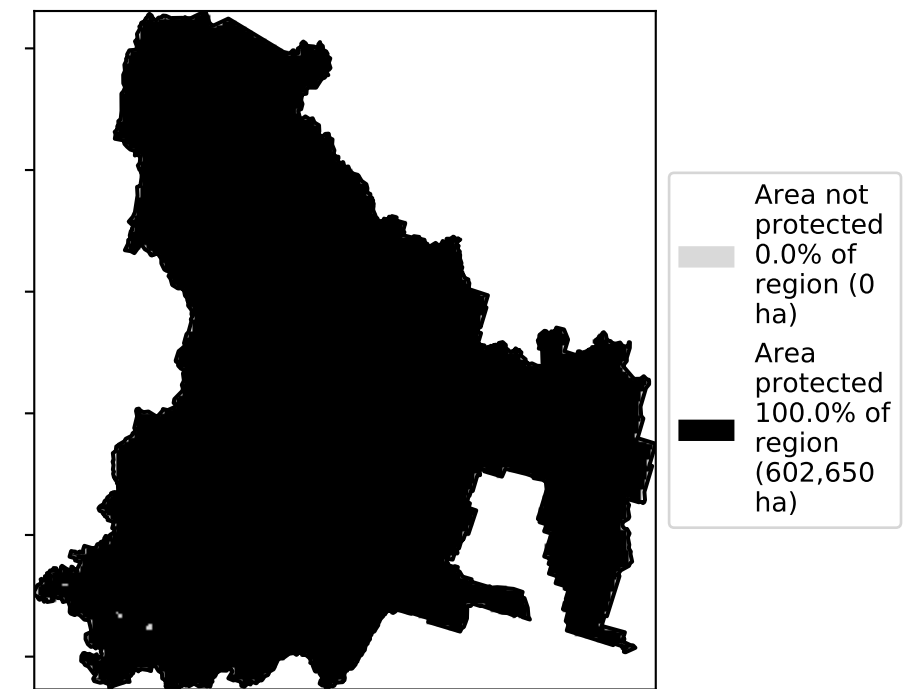 Area not
protected
0.0% of
region (0
ha)
Area
protected
100.0% of
region
(602,650
ha)